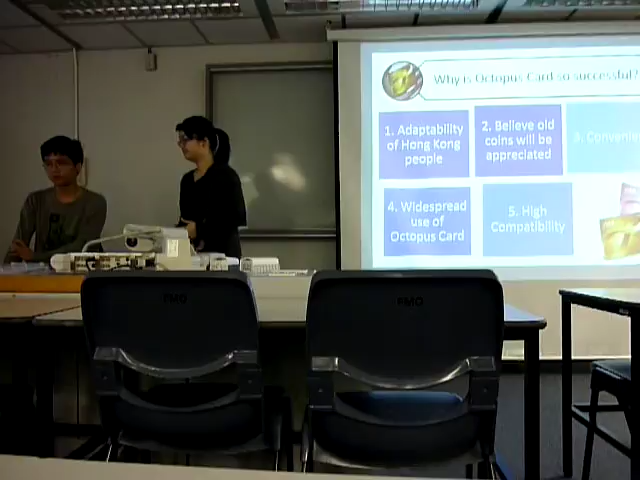 Why is Octopus Card so successful?
1. Adaptability
of Hong Kong
people
2. Believe old
coins will be
appreciated
3. Convenien
4. Widespread
use of
Octopus Card
5. High
Compatibility
FMO
FMO